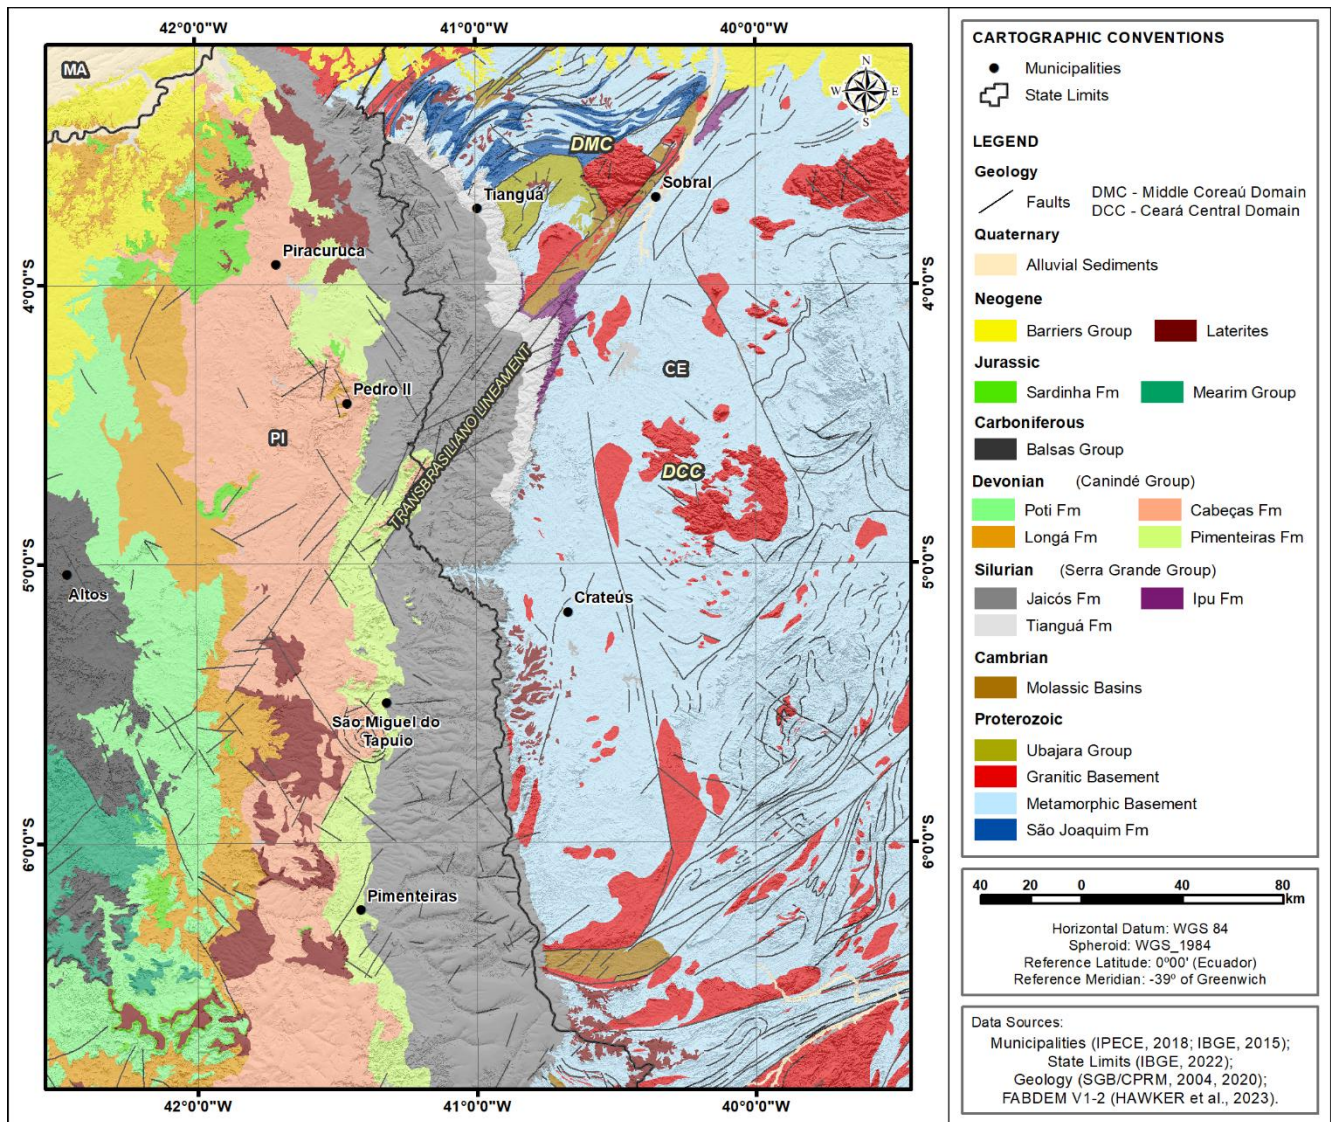 42°0'0"W
41°0'0"W
40°0'0"W
MA
DMC
Tianguá
Sobral
Piracuruca
4°0'0"S
4°0'0"S
TRANSBRASILIANO LINEAMENT
CE
Pedro II
PI
DCC
5°0'0"S
5°0'0"S
Altos
Crateús
São Miguel do
Tapuio
6°0'0"S
6°0'0"S
Pimenteiras
42°0'0"W
41°0'0"W
40°0'0"W
N
W E
S
CARTOGRAPHIC CONVENTIONS
Municipalities
State Limits
LEGEND
Geology
Faults
DMC - Middle Coreaú Domain
DCC - Ceará Central Domain
Quaternary
Alluvial Sediments
Neogene
Barriers Group Laterites
Jurassic
Sardinha Fm Mearim Group
Carboniferous
Balsas Group
Devonian (Canindé Group)
Poti Fm Cabeças Fm
Longá Fm Pimenteiras Fm
Silurian (Serra Grande Group)
Jaicós Fm Ipu Fm
Tianguá Fm
Cambrian
Molassic Basins
Proterozoic
Ubajara Group
Granitic Basement
Metamorphic Basement
São Joaquim Fm
40 20 0 40 80
km
Horizontal Datum: WGS 84
Spheroid: WGS_1984
Reference Latitude: 0º00' (Ecuador)
Reference Meridian: -39º of Greenwich
Data Sources:
Municipalities (IPECE, 2018; IBGE, 2015);
State Limits (IBGE, 2022);
Geology (SGB/CPRM, 2004, 2020);
FABDEM V1-2 (HAWKER et al., 2023).